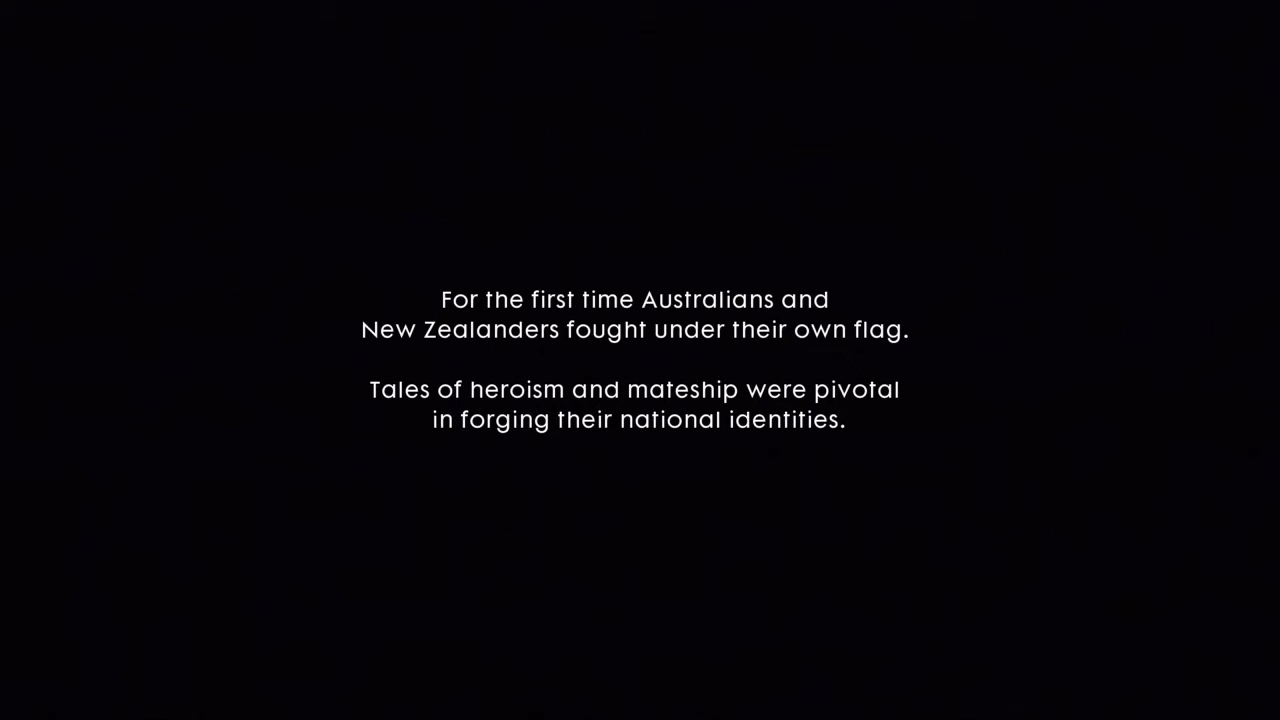 For the first time Australians and
New Zealanders fought under their own flag.
Tales of heroism and mateship were pivotal
in forging their national identities.